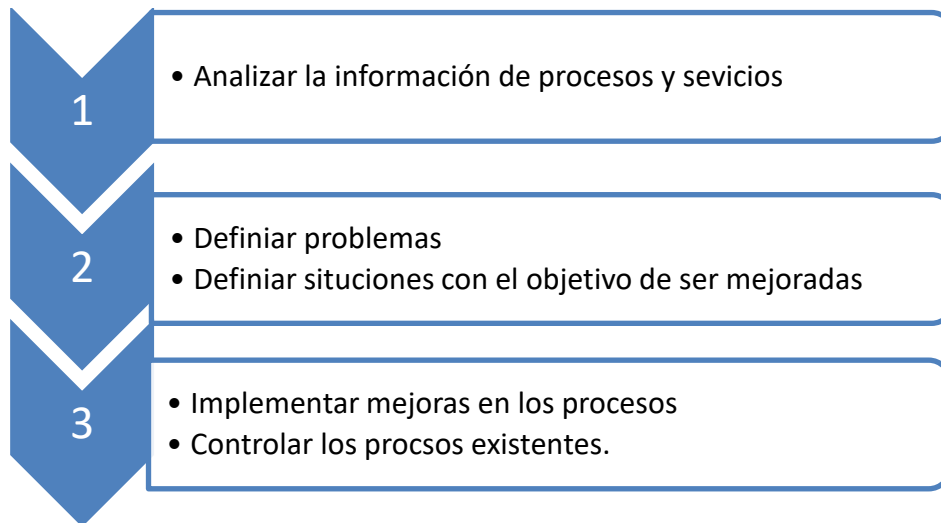 1
• Analizar la información de procesos y sevicios
2
• Definiar problemas
• Definiar situciones con el objetivo de ser mejoradas
3
• Implementar mejoras en los procesos
• Controlar los procsos existentes.